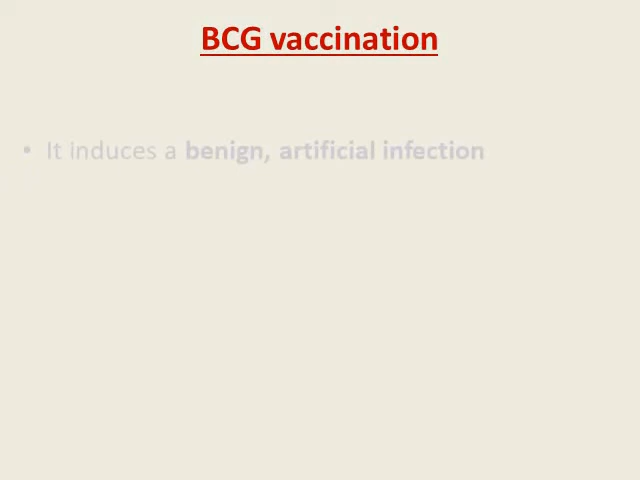 BCG vaccination
• It induces a benign, artificial infection